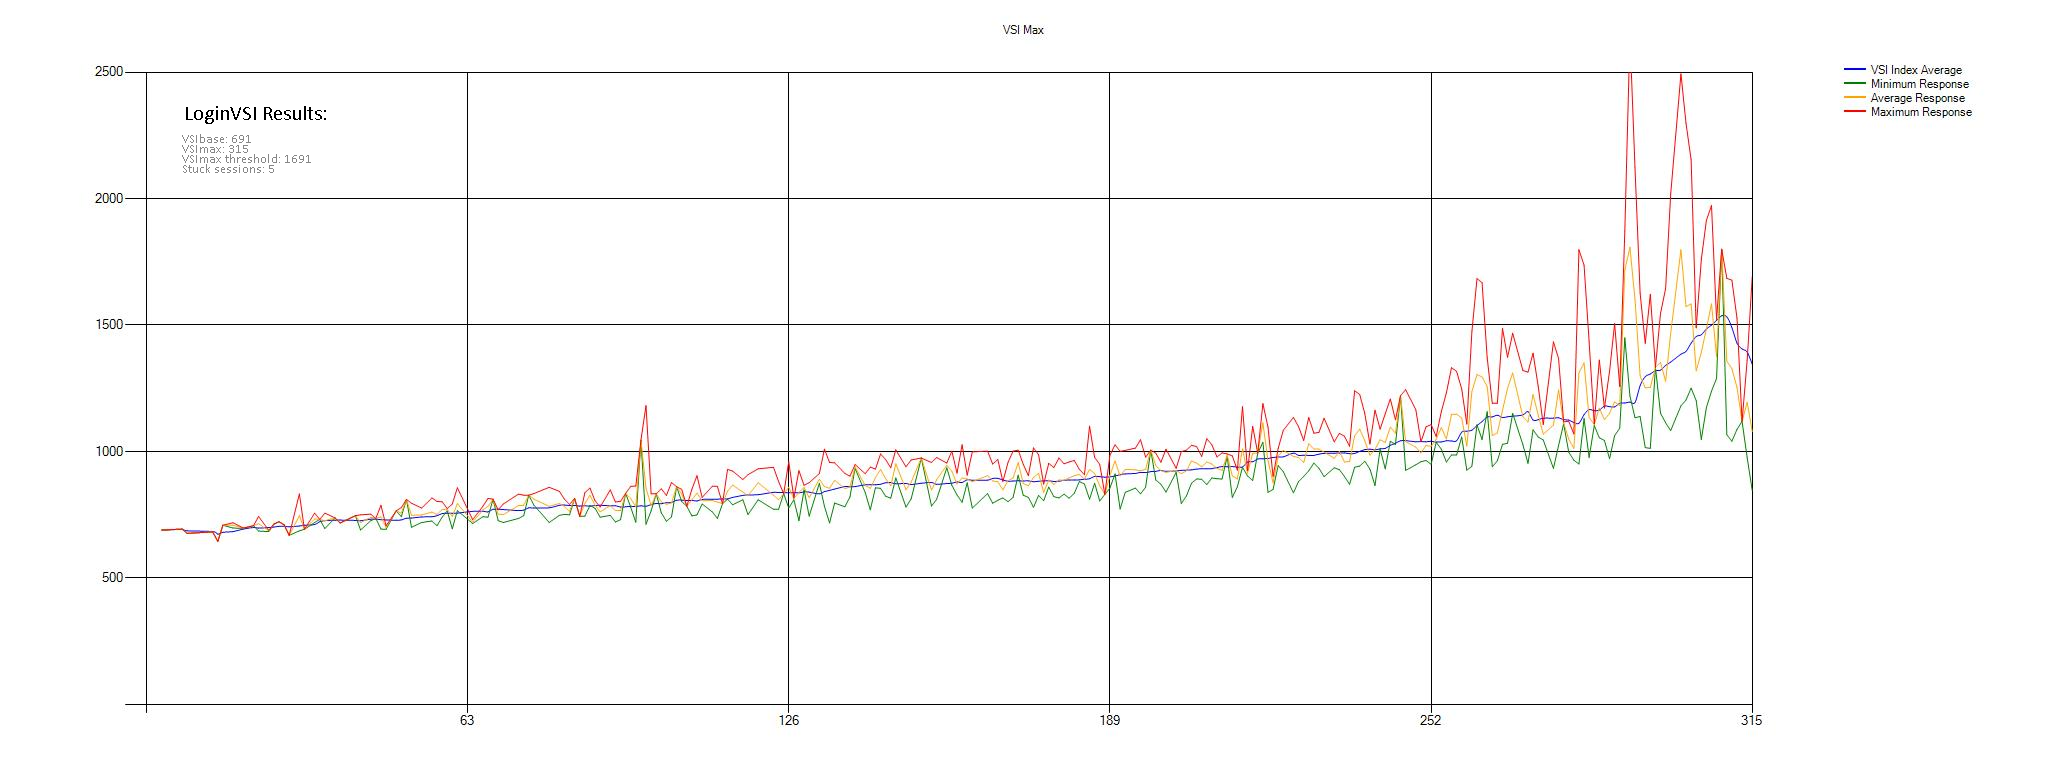 VSI Max
2500
2000
1500
1000
500
LoginVSI Results:
VSIbase: 691
VSImax: 315
VSImax threshold: 1691
Stuck sessions: 5
VSI Index Average
Minimum Response
Average Response
Maximum Response
63
126
189
252
315